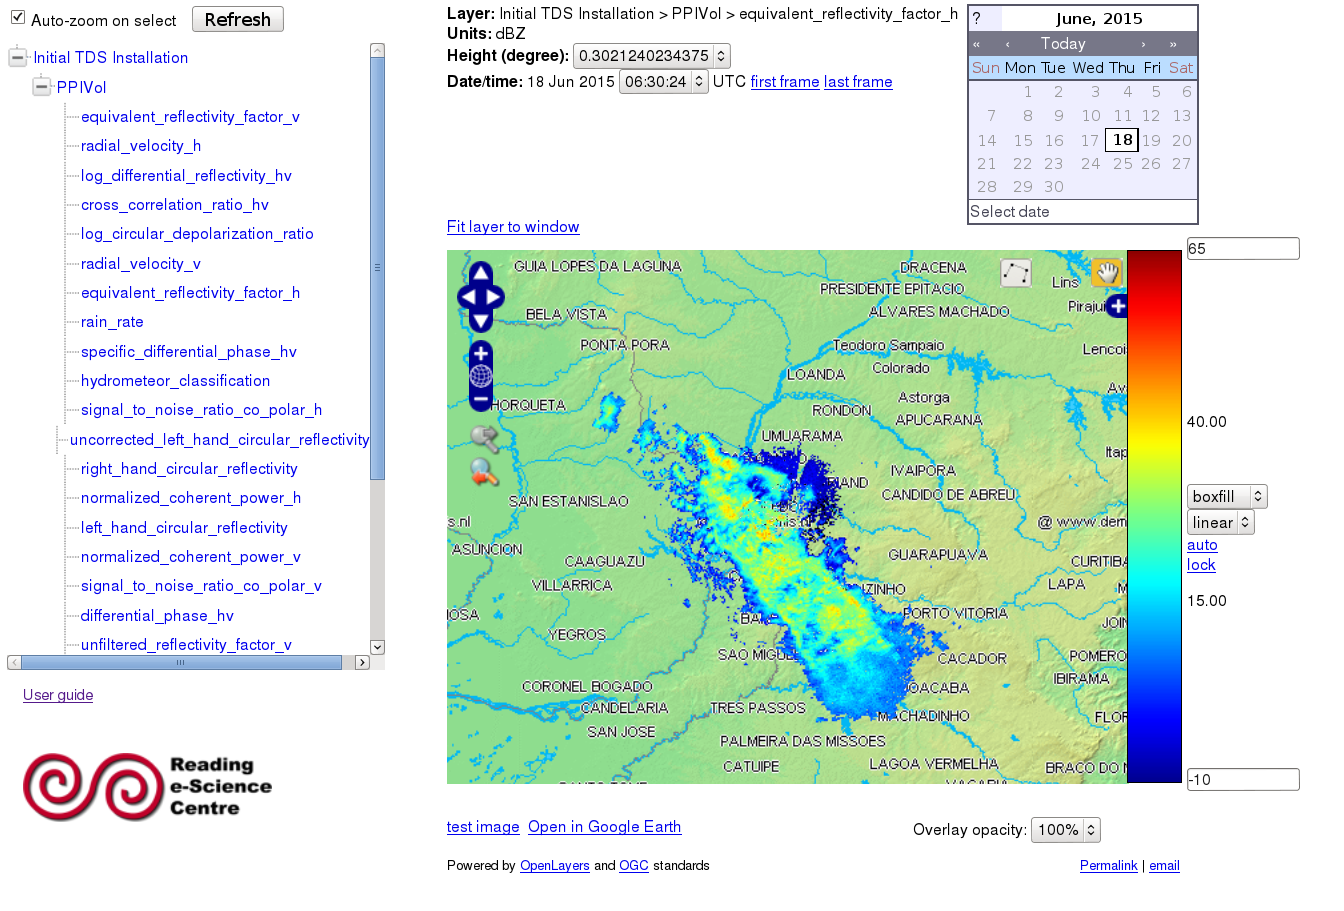 Auto-zoom on select Refresh
Initial TDS Installation
PPIVol
equivalent_reflectivity_factor_v
radial_velocity_h
log_differential_reflectivity_hv
cross_correlation_ratio_hv
log_circular_depolarization_ratio
radial_velocity_v
equivalent_reflectivity_factor_h
rain_rate
specific_differential_phase_hv
hydrometeor_classification
signal_to_noise_ratio_co_polar_h
uncorrected_left_hand_circular_reflectivity
right_hand_circular_reflectivity
normalized_coherent_power_h
left_hand_circular_reflectivity
normalized_coherent_power_v
signal_to_noise_ratio_co_polar_v
differential_phase_hv
unfiltered_reflectivity_factor_v
User guide
Reading
e-Science
Centre
Layer: Initial TDS Installation > PPIVol > equivalent_reflectivity_factor_h
Units: dBZ
Height (degree): 0.3021240234375
Date/time: 18 Jun 2015 06:30:24 UTC first frame last frame
? June, 2015
« ‹ Today › »
Sun Mon Tue Wed Thu Fri Sat
1 2 3 4 5 6
7 8 9 10 11 12 13
14 15 16 17 18 19 20
21 22 23 24 25 26 27
28 29 30
Select date
Fit layer to window
GUIA LOPES DA LAGUNA
DRACENA
PRESIDENTE EPITACIO
Lins
BELA VISTA
ALVARES MACHADO
Pirajui
PONTA PORA
Teodoro Sampaio
Lencois
Colorado
LOANDA
Av
HORQUETA
Astorga
RONDON
APUCARANA
UMUARAMA
Itap
IVAIPORA
IAND
CANDIDO DE ABREU
SAN ESTANISLAO
s.nl
@ www.dem
ASUNCION
CAAGUAZU
GUARAPUAVA
CURITIBA
VILLARRICA
IZINHO
LAPA
M
IOSA
PORTO VITORIA
YEGROS
JOIN
SAO MIGUE
CACADOR
POMERO
CORONEL BOGADO
OACABA
IBIRAMA
CANDELARIA
TRES PASSOS
MACHADINHO
FLOR
SAN JOSE
PALMEIRA DAS MISSOES
CATUIPE
LAGOA VERMELHA
BRACO DO N
65
40.00
boxfill
linear
auto
lock
15.00
-10
test image Open in Google Earth
Overlay opacity: 100%
Powered by OpenLayers and OGC standards
Permalink | email